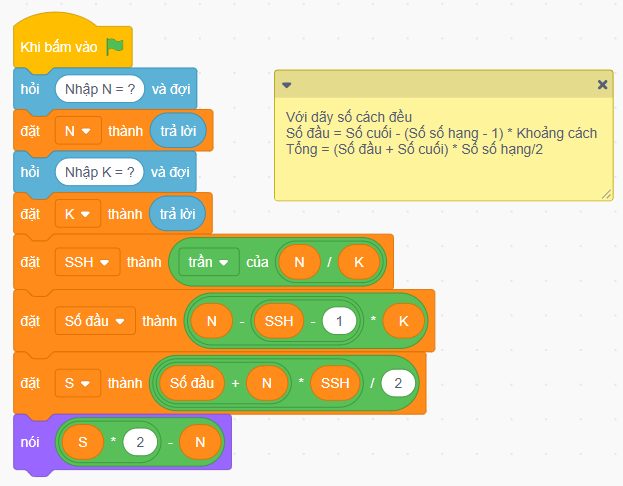 Khi bấm vào
hỏi Nhập N = ? và đợi
đặt N thành trả lời
hỏi Nhập K = ? và đợi
đặt K thành trả lời
đặt SSH thành trần của N / K
đặt Số đầu thành N - SSH - 1 * K
đặt S thành Số đầu + N * SSH / 2
nói S * 2 - N
Với dãy số cách đều
Số đầu = Số cuối - (Số số hạng - 1) * Khoảng cách
Tổng = (Số đầu + Số cuối) * Số số hạng/2